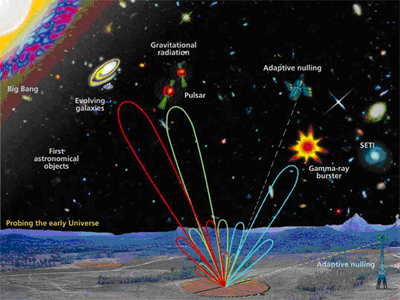 Gravitational
radiation
Adaptive nulling
Big Bang
Evolving
galaxies
Pulsar
First
astronomical
objects
SETI
Gamma-ray
burster
Probing the early Universe
Adaptive nulling